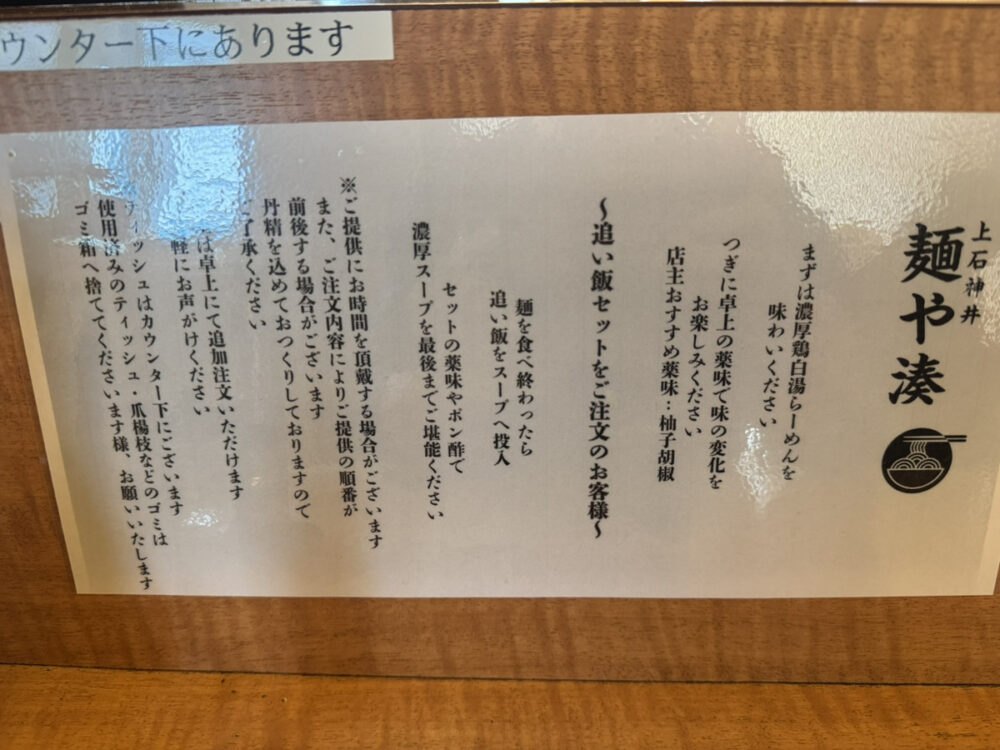 ウンター下にあります
上石神井
麺や湊
まずは濃厚鶏白湯らーめんを
味わいください
つぎに卓上の薬味で味の変化を
お楽しみください
店主おすすめ薬味：柚子胡椒
～追い飯セットをご注文のお客様～
麺を食べ終わったら
追い飯をスープへ投入
セットの薬味やポン酢で
濃厚スープを最後までご堪能ください
※ご提供にお時間を頂戴する場合がございます
また、ご注文内容によりご提供の順番が
前後する場合がございます
丹精を込めておつくりしておりますので
ご了承ください
は卓上にて追加注文いただけます
軽にお声がけください
ティッシュはカウンター下にございます
使用済みのティッシュ・爪楊枝などのゴミは
ゴミ箱へ捨ててくださいます様、お願いいたします